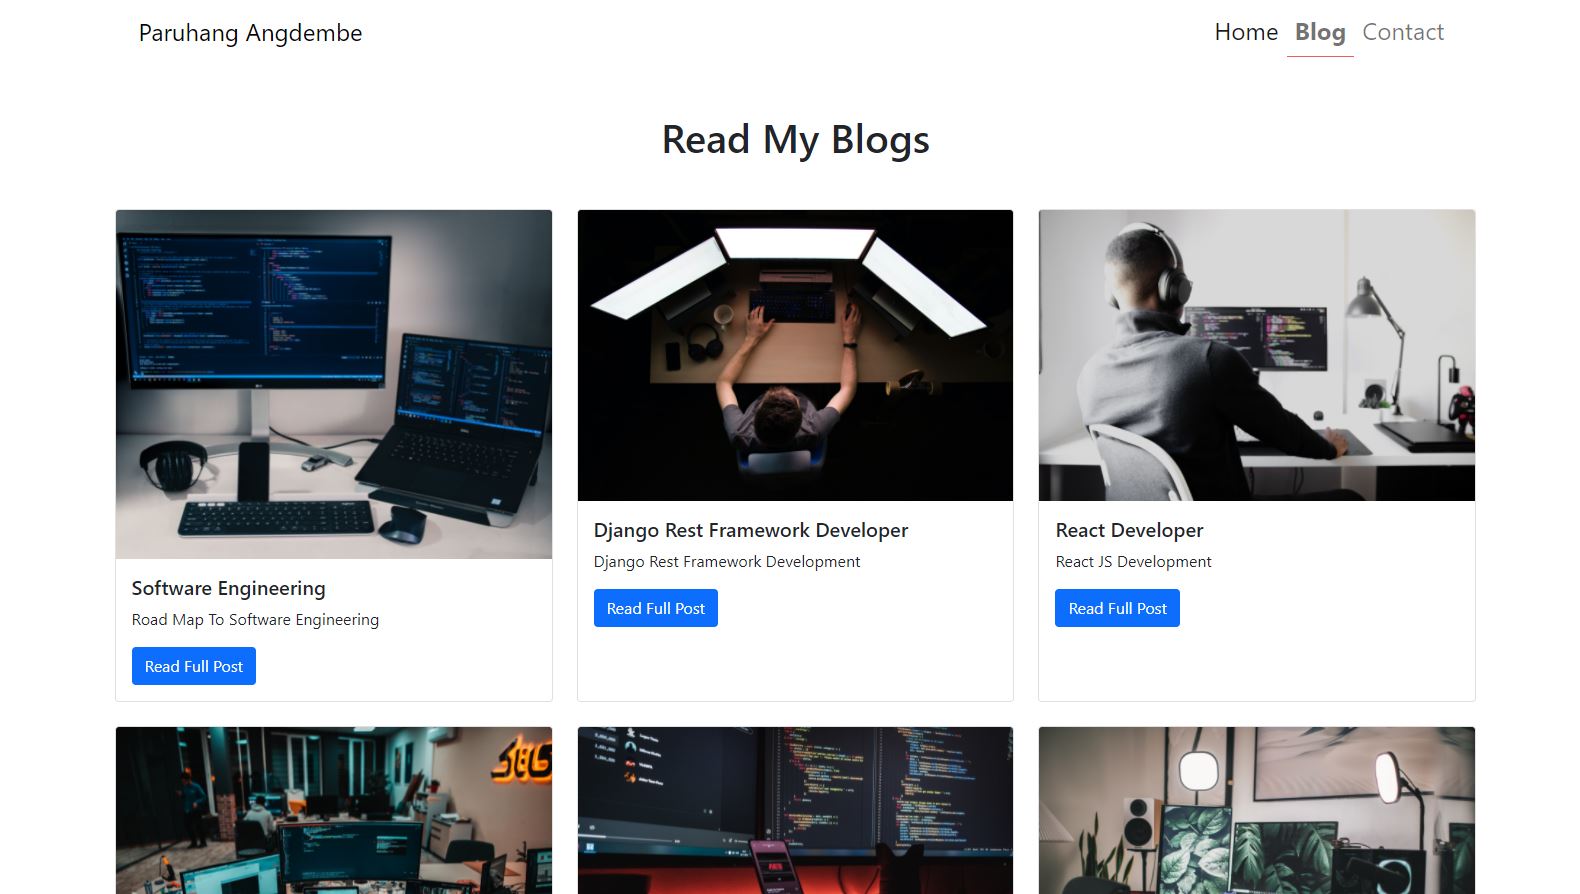 Paruhang Angdembe
Home Blog Contact
Read My Blogs
Software Engineering
Road Map To Software Engineering
Read Full Post
Django Rest Framework Developer
Django Rest Framework Development
Read Full Post
React Developer
React JS Development
Read Full Post